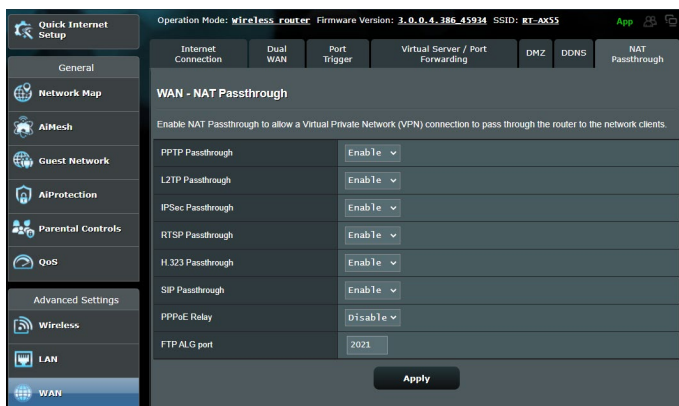 Quick Internet
Setup
Operation Mode: Wireless router Firmware Version: 3.0.0.4.386_45934 SSID: RT-AX55 App
Internet
Connection
Dual
WAN
Port
Trigger
Virtual Server / Port
Forwarding
DMZ
DDNS
NAT
Passthrough
General
Network Map
AiMesh
Guest Network
AiProtection
Parental Controls
QoS
Advanced Settings
Wireless
LAN
WAN
WAN - NAT Passthrough
Enable NAT Passthrough to allow a Virtual Private Network (VPN) connection to pass through the router to the network clients.
PPTP Passthrough Enable
L2TP Passthrough Enable
IPSec Passthrough Enable
RTSP Passthrough Enable
H.323 Passthrough Enable
SIP Passthrough Enable
PPPoE Relay Disable
FTP ALG port 2021
Apply